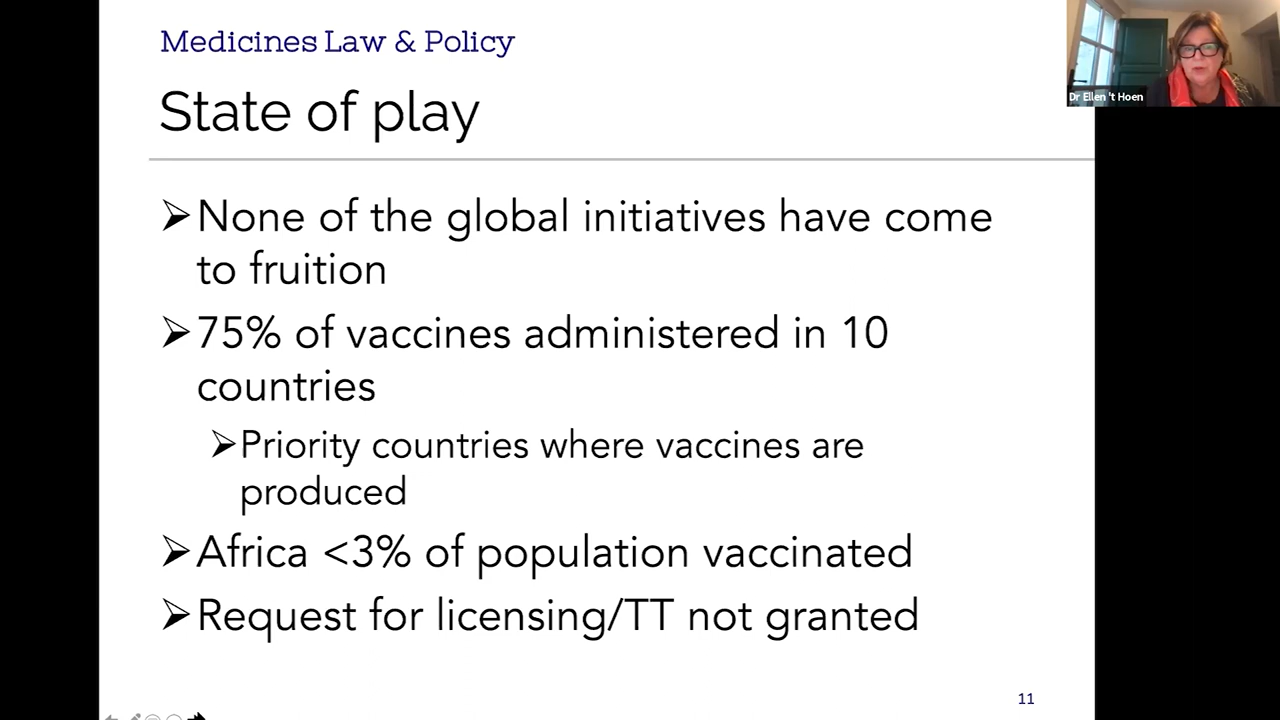 Medicines Law & Policy
Dr Ellen 't Hoen
State of play
➢None of the global initiatives have come
to fruition
➢75% of vaccines administered in 10
countries
➢Priority countries where vaccines are
produced
➢Africa <3% of population vaccinated
➢Request for licensing/TT not granted
11